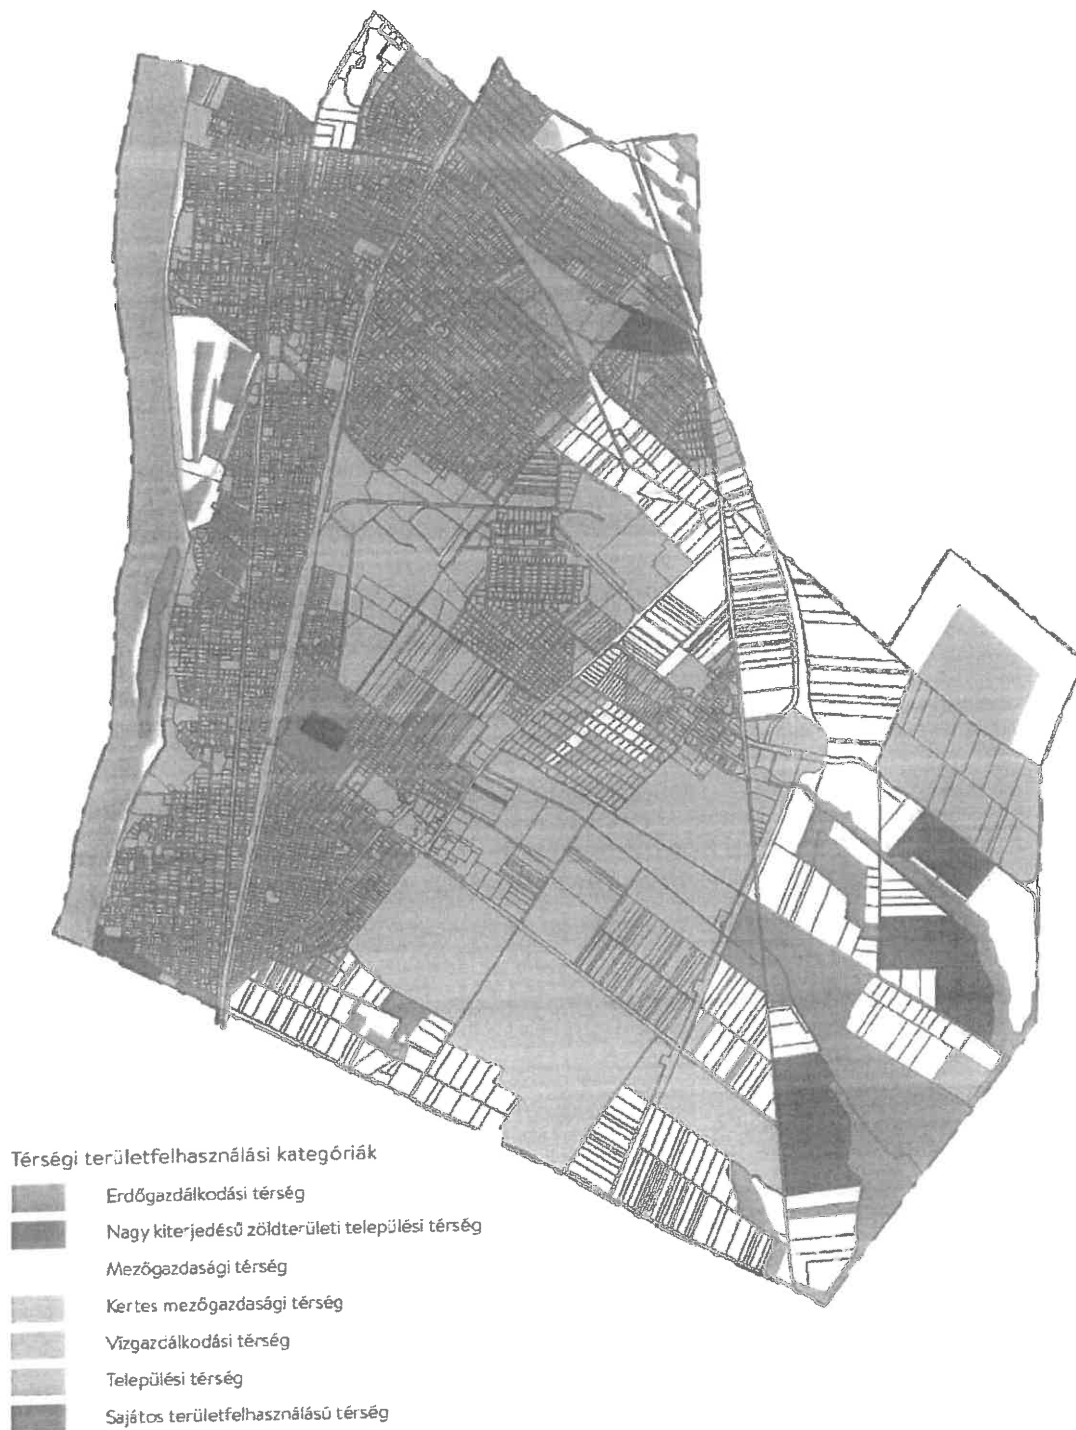 Térségi területfelhasználási kategóriák
Erdőgazdálkodási térség
Nagy kiterjedésű zöldterületi települési térség
Mezőgazdasági térség
Kertes mezőgazdasági térség
Vízgazdálkodási térség
Települési térség
Sajátos területfelhasználású térség